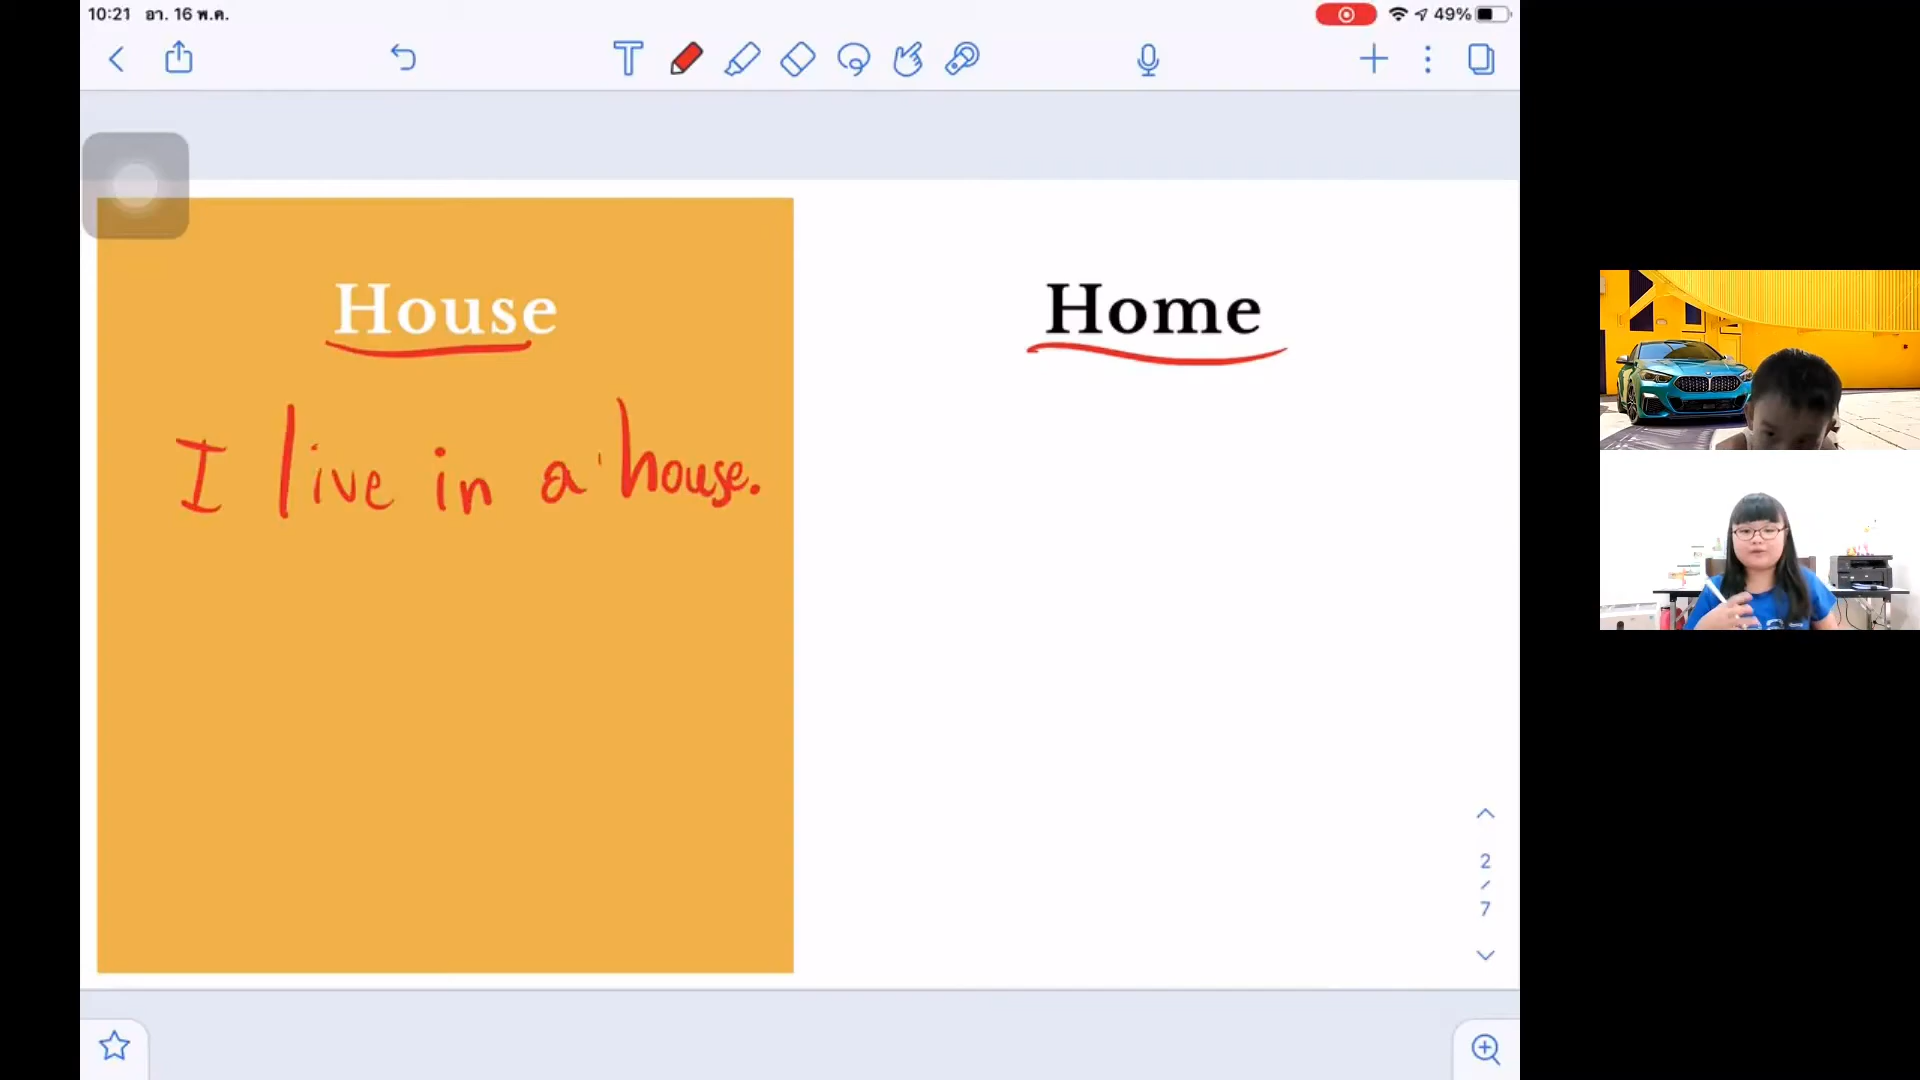 10:21 อา. 16 พ.ค.
49%
T
House
Home
I live in a house.
2
/
7